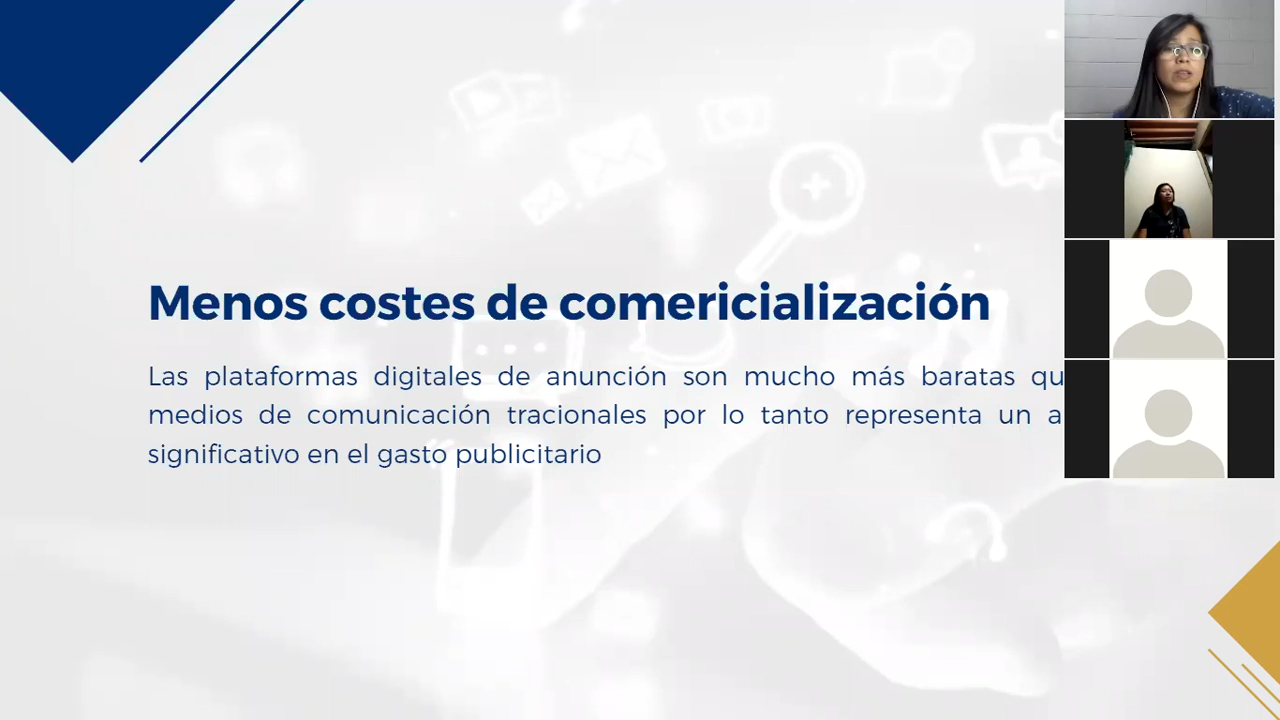 Menos costes de comericialización
Las plataformas digitales de anunción son mucho más baratas
medios de comunicación tracionales por lo tanto representa un
significativo en el gasto publicitario